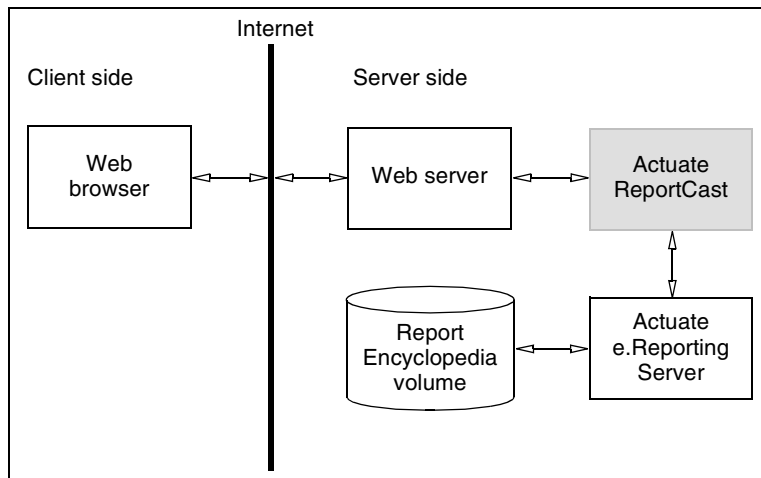 Internet
Client side
Server side
Web
browser
Web server
Actuate
ReportCast
Report
Encyclopedia
volume
Actuate
e.Reporting
Server